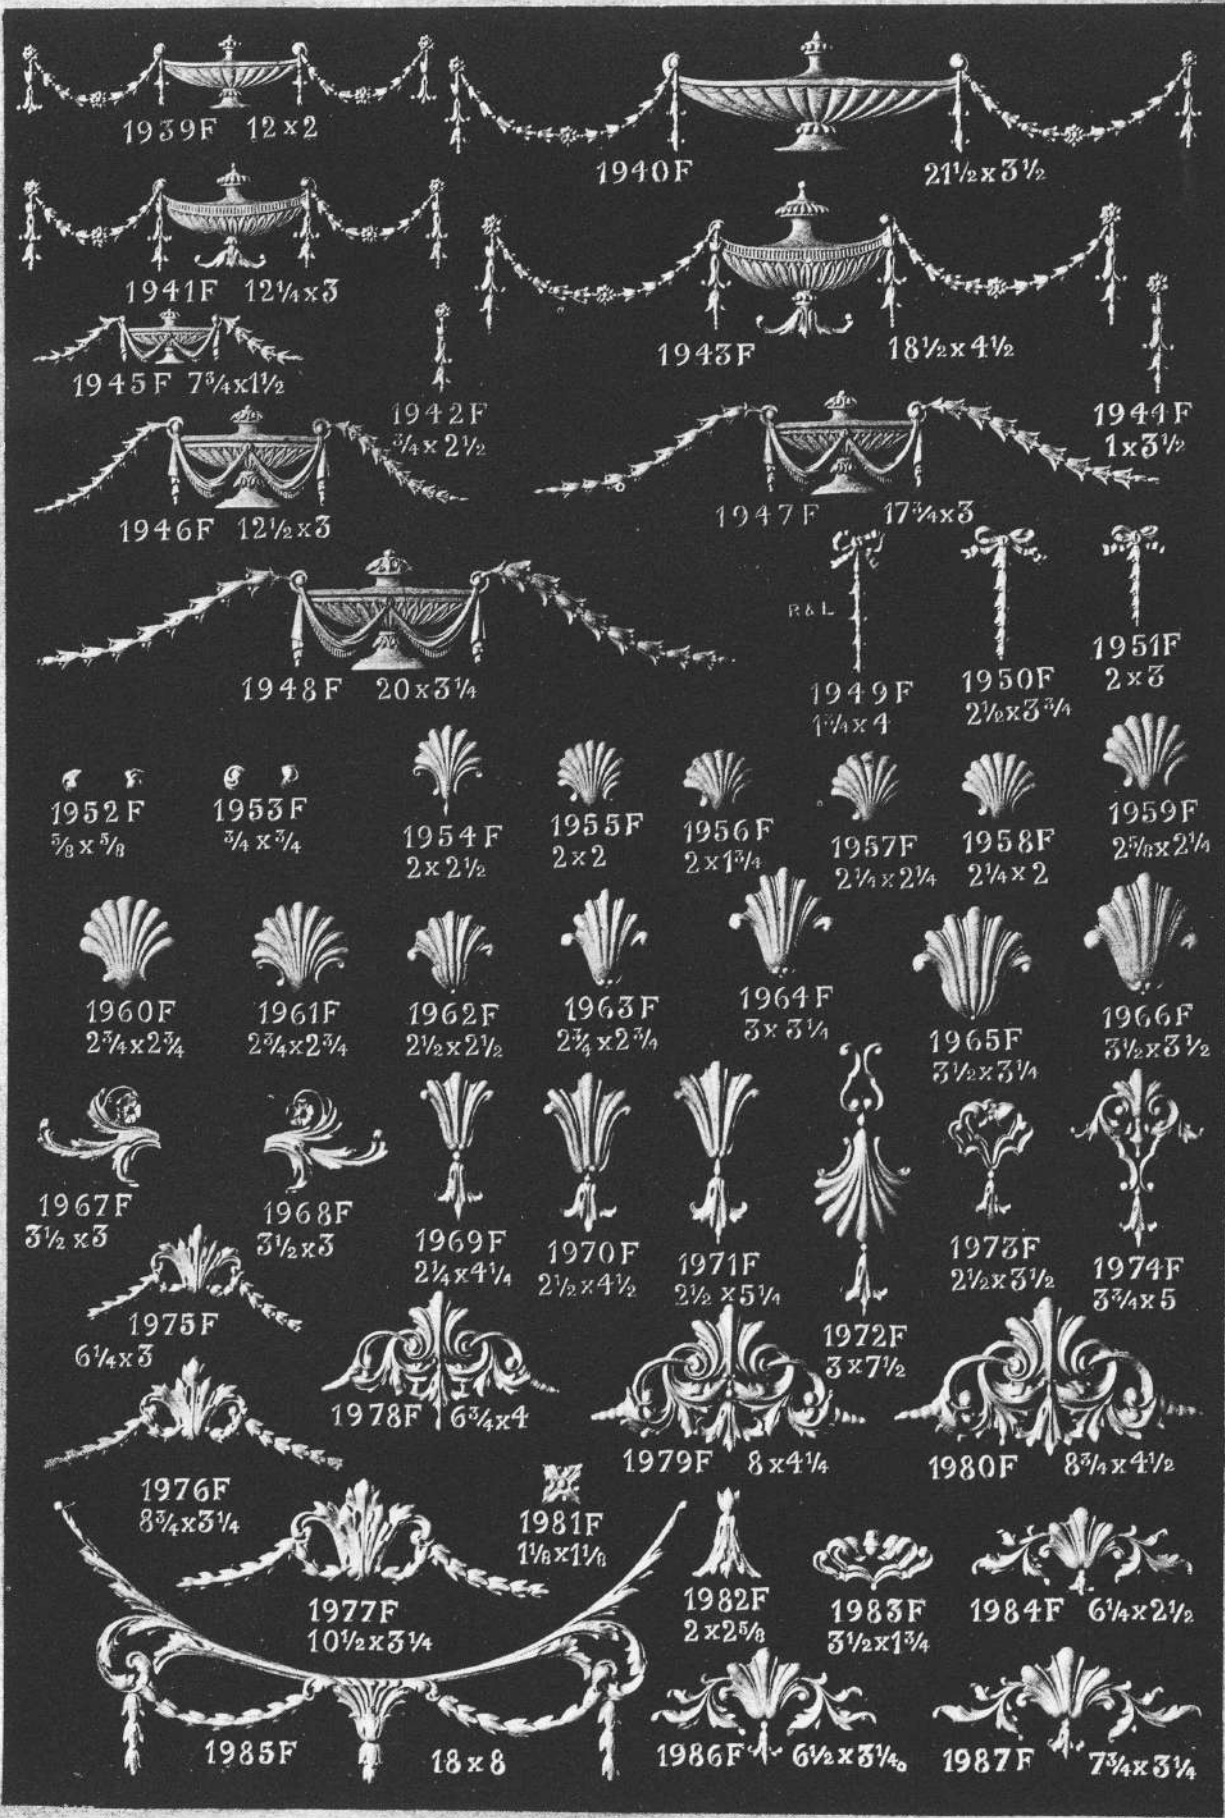 1939F 12x2
1940F 21½x3½
1941F 12¼x3
1943F 18½x4½
1945F 7¾x1½
1942F
¾x2½
1944F
1x3½
1946F 12½x3
1947F 17¾x3
R & L
1948F 20x3¼
1949F
1¾x4
1950F
2½x3¾
1951F
2x3
1952F
⅝x⅝
1953F
¾x¾
1954F
2x2½
1955F
2x2
1956F
2x1¾
1957F
2¼x2¼
1958F
2¼x2
1959F
2⅝x2¼
1960F
2¾x2¾
1961F
2¾x2¾
1962F
2½x2½
1963F
2¾x2¾
1964F
3x3¼
1965F
3½x3¼
1966F
3½x3½
1967F
3½x3
1968F
3½x3
1969F
2¼x4¼
1970F
2½x4½
1971F
2½x5¼
1972F
3x7½
1973F
2½x3½
1974F
3¾x5
1975F
6¼x3
1976F
8¾x3¼
1977F
10½x3¼
1978F 6¾x4
1979F 8x4¼
1980F 8¾x4½
1981F
1⅛x1⅛
1982F
2x2⅝
1983F
3½x1¾
1984F 6¼x2½
1985F 18x8
1986F 6½x3¼
1987F 7¾x3¼